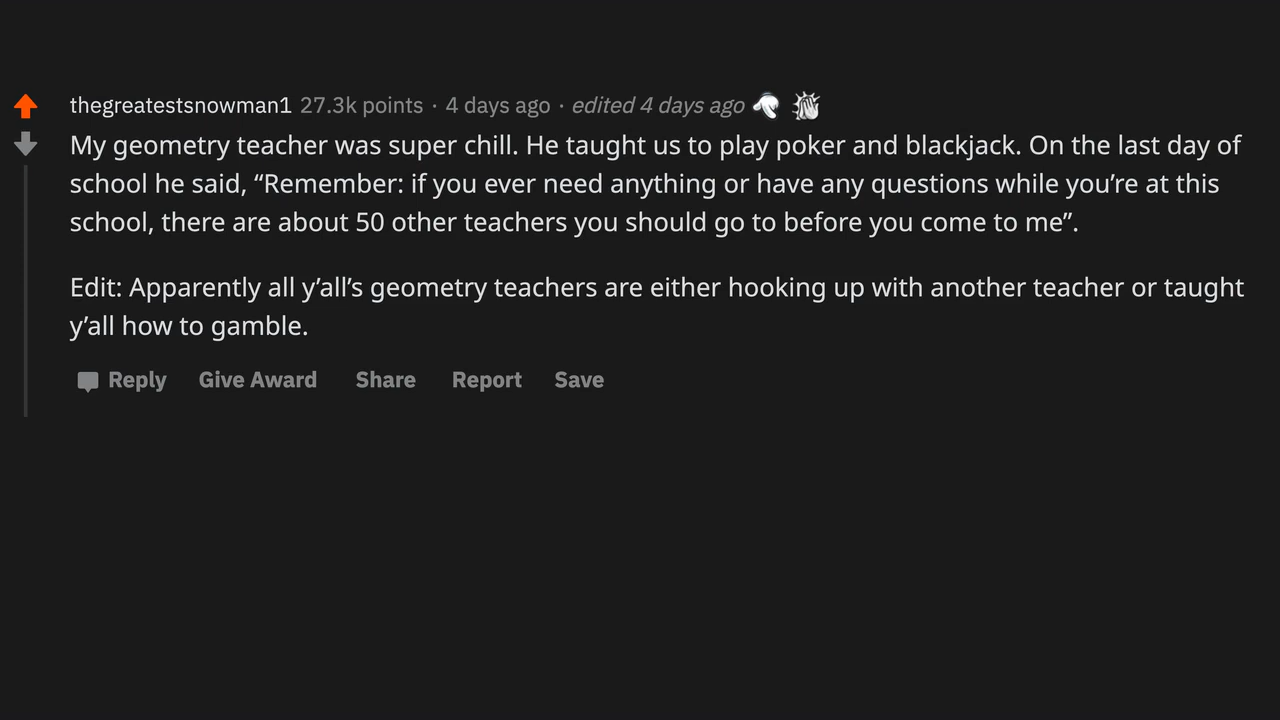 thegreatestsnowman1 27.3k points · 4 days ago · edited 4 days ago
My geometry teacher was super chill. He taught us to play poker and blackjack. On the last day of
school he said, “Remember: if you ever need anything or have any questions while you’re at this
school, there are about 50 other teachers you should go to before you come to me”.
Edit: Apparently all y’all’s geometry teachers are either hooking up with another teacher or taught
y’all how to gamble.
Reply Give Award Share Report Save